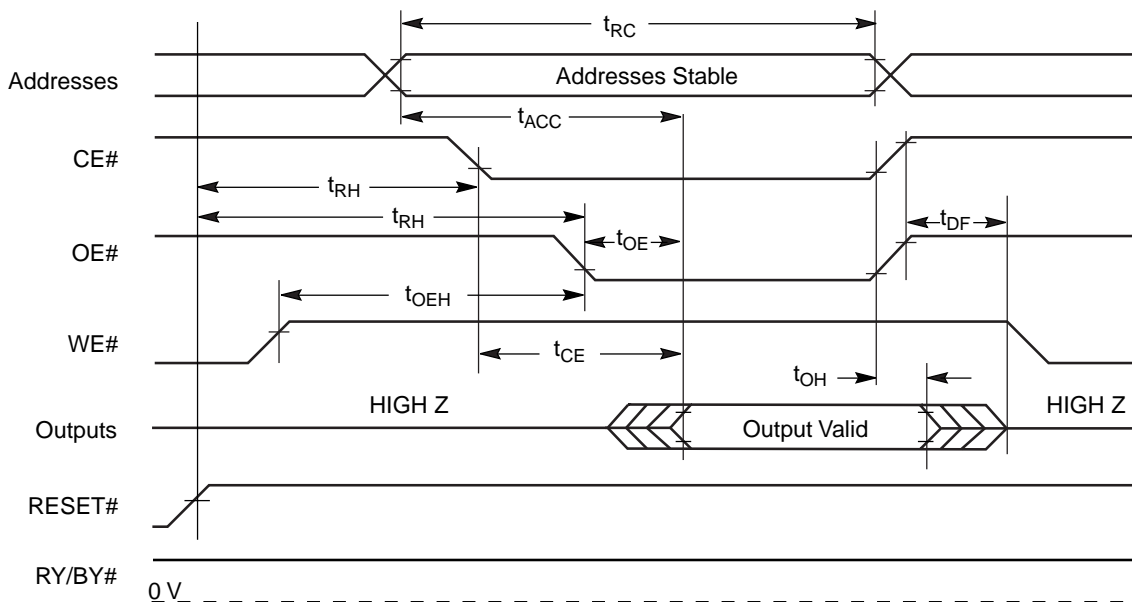 tRC
Addresses
Addresses Stable
tACC
CE#
tRH
tRH
tOE
tDF
OE#
tOEH
WE#
tCE
tOH
HIGH Z
HIGH Z
Outputs
Output Valid
RESET#
RY/BY#
0 V